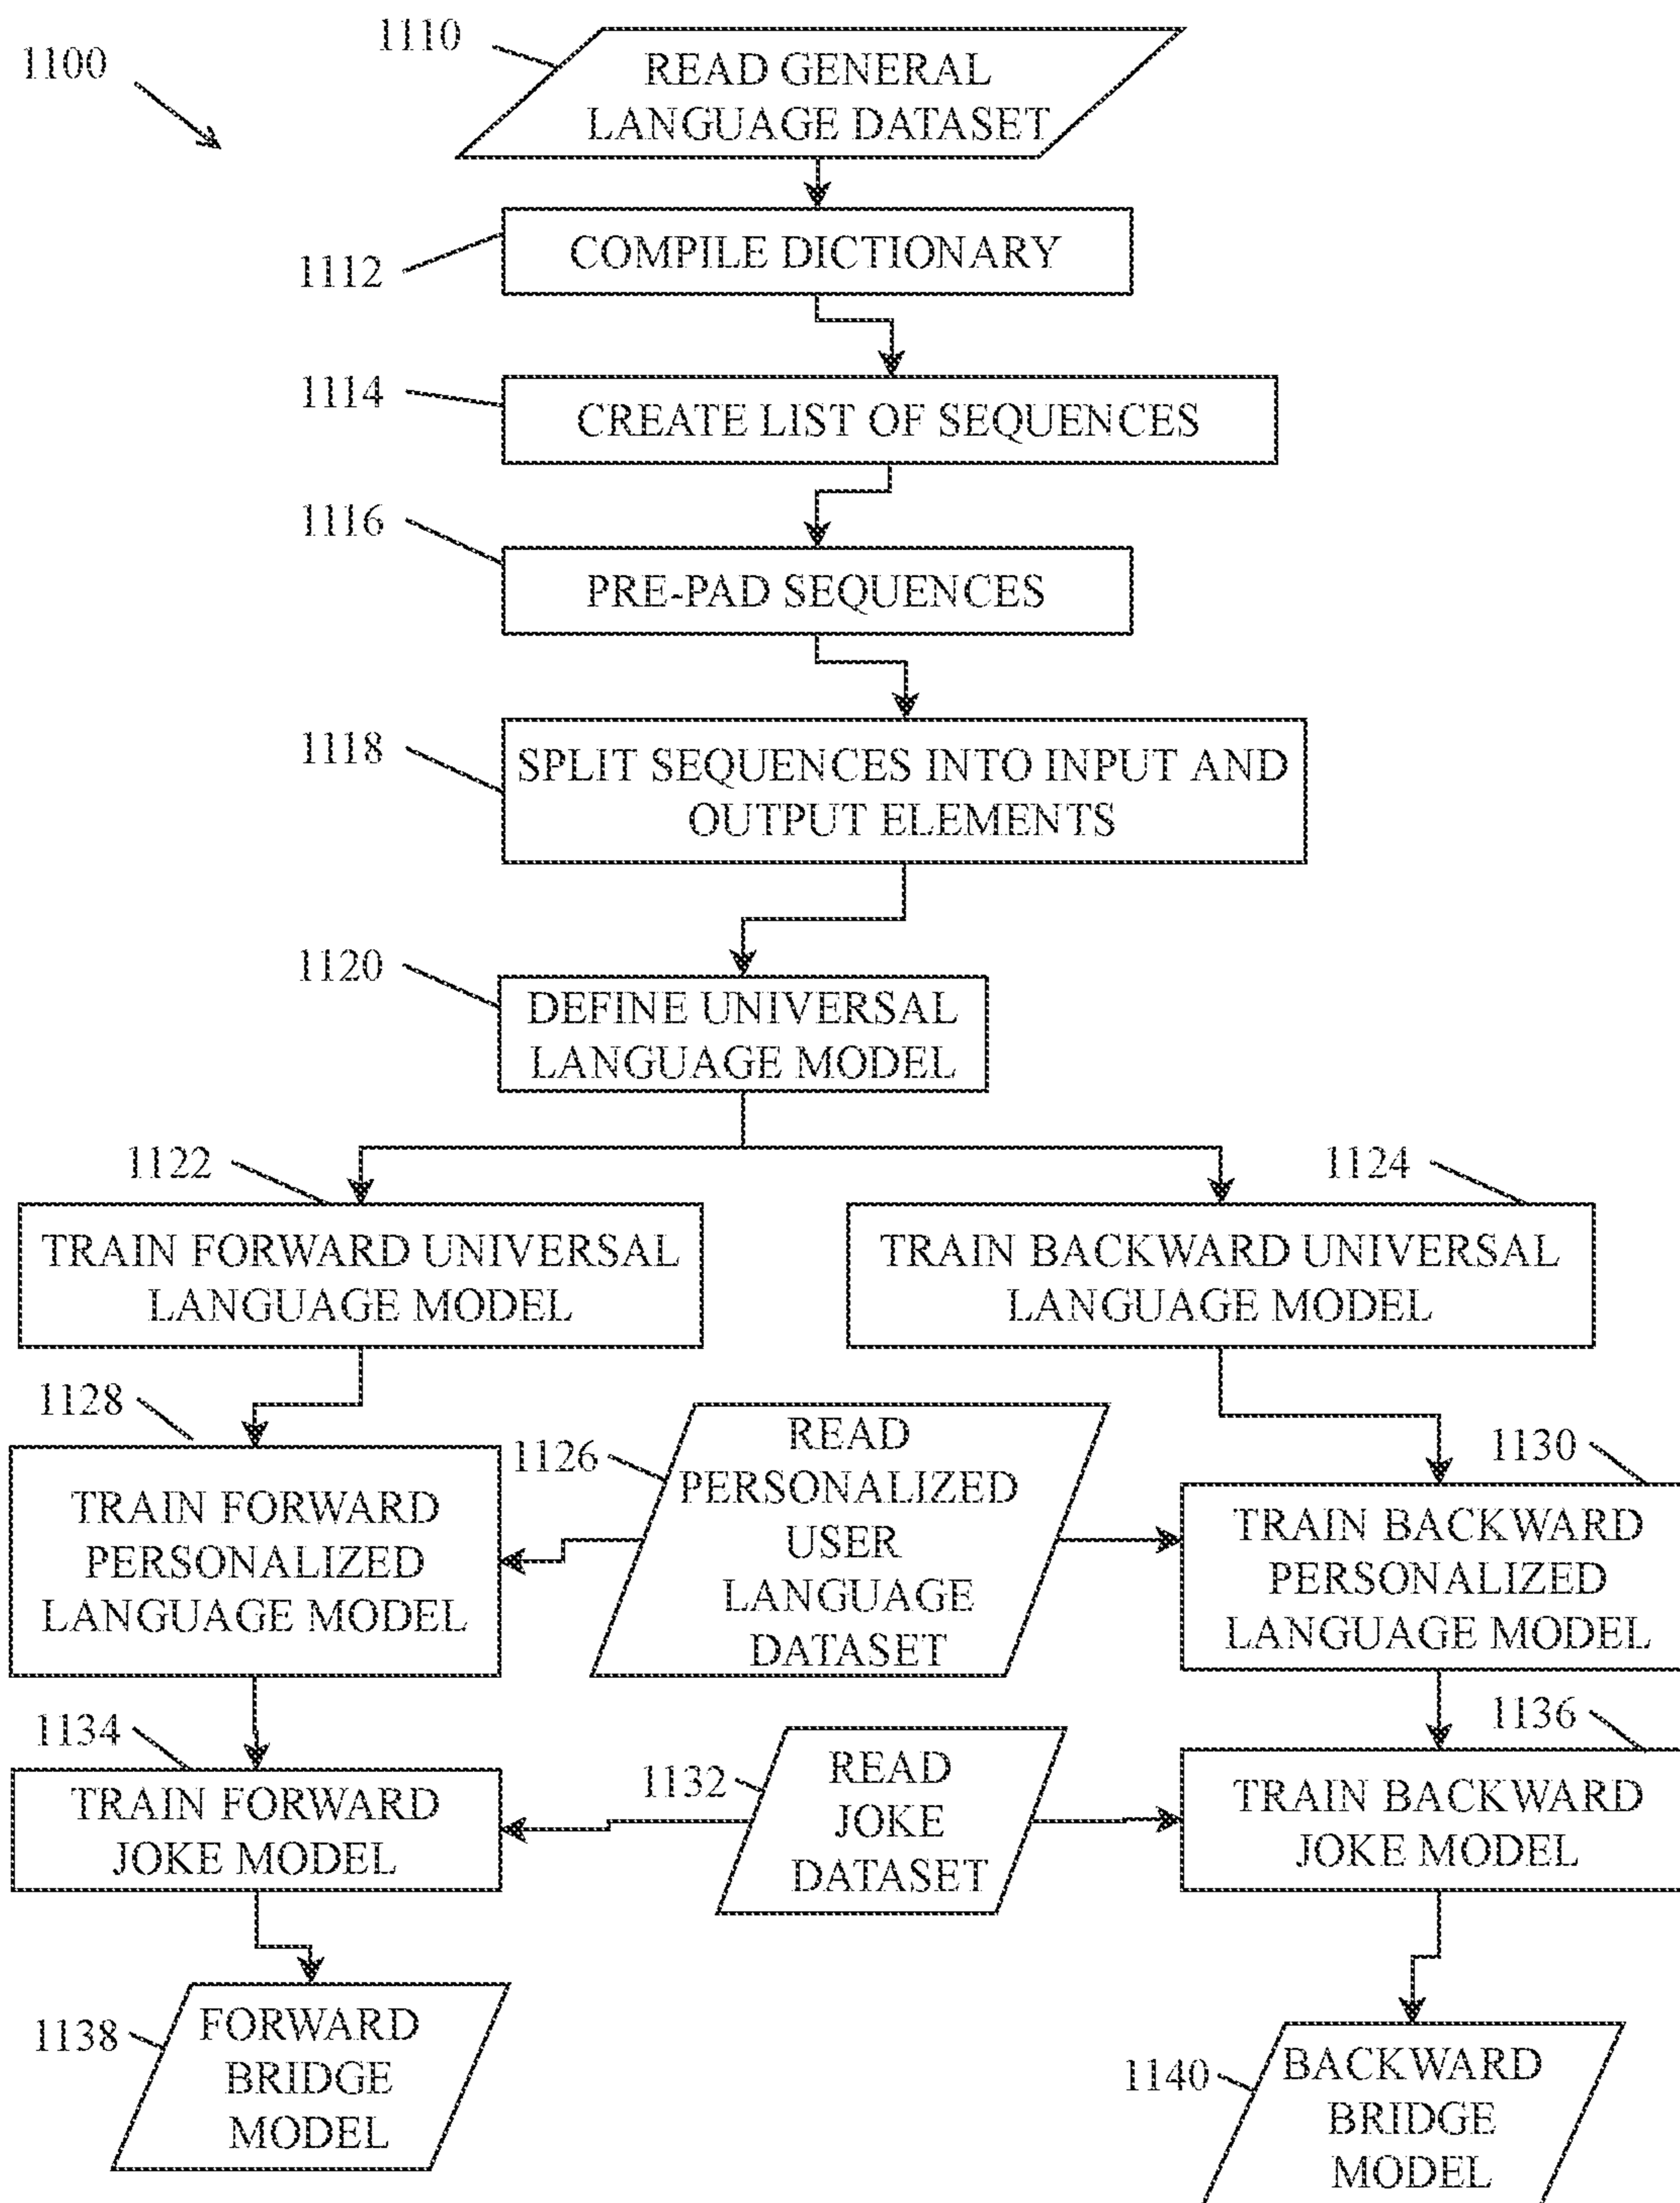 1100
1110
READ GENERAL
LANGUAGE DATASET
1112
COMPILE DICTIONARY
1114
CREATE LIST OF SEQUENCES
1116
PRE-PAD SEQUENCES
1118
SPLIT SEQUENCES INTO INPUT AND
OUTPUT ELEMENTS
1120
DEFINE UNIVERSAL
LANGUAGE MODEL
1122
TRAIN FORWARD UNIVERSAL
LANGUAGE MODEL
1124
TRAIN BACKWARD UNIVERSAL
LANGUAGE MODEL
1128
TRAIN FORWARD
PERSONALIZED
LANGUAGE MODEL
1126
READ
PERSONALIZED
USER
LANGUAGE
DATASET
1130
TRAIN BACKWARD
PERSONALIZED
LANGUAGE MODEL
1134
TRAIN FORWARD
JOKE MODEL
1132
READ
JOKE
DATASET
1136
TRAIN BACKWARD
JOKE MODEL
1138
FORWARD
BRIDGE
MODEL
1140
BACKWARD
BRIDGE
MODEL